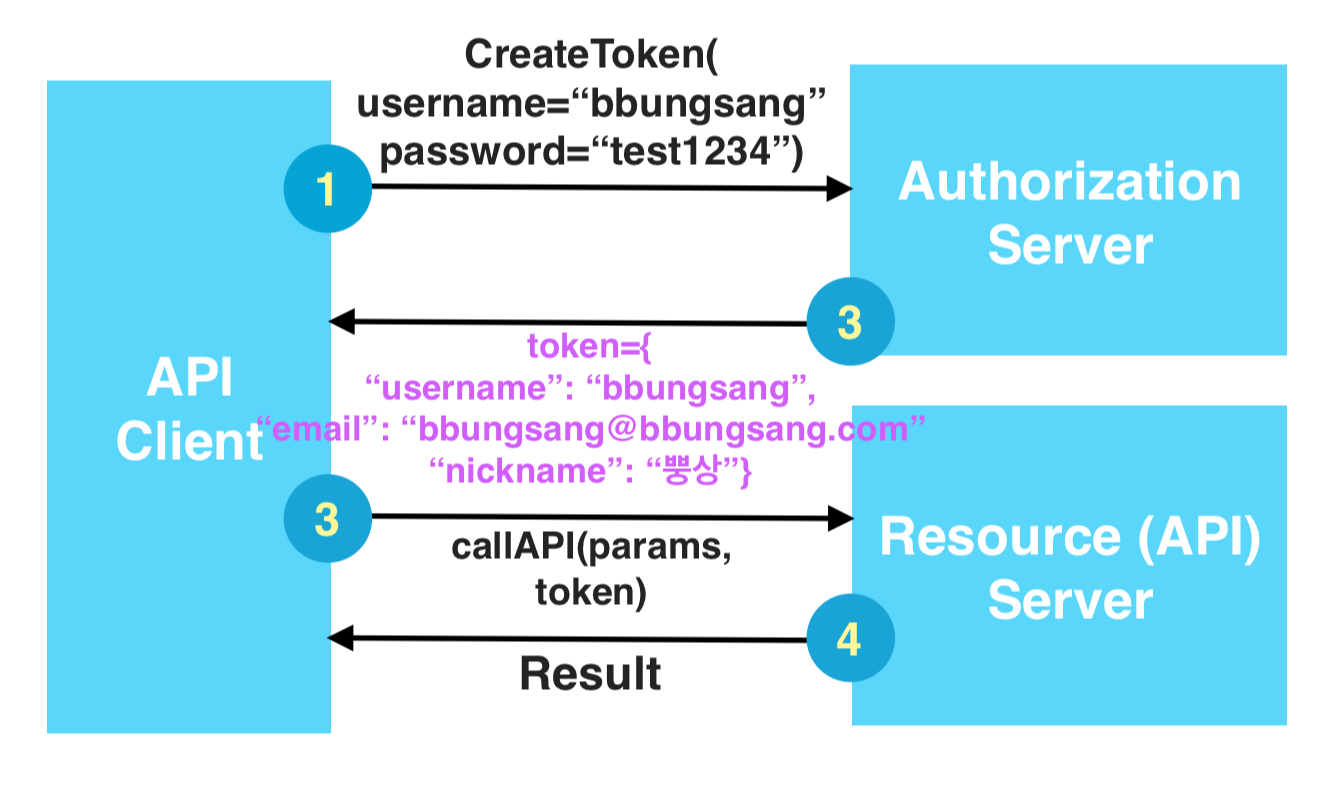 CreateToken(
username=“bbungsang”
password=“test1234”)
1
Authorization
Server
3
token={
“username”: “bbungsang”,
“email”: “bbungsang@bbungsang.com”
“nickname”: “뿡상”}
API
Client
3
callAPI(params,
token)
Resource (API)
Server
4
Result